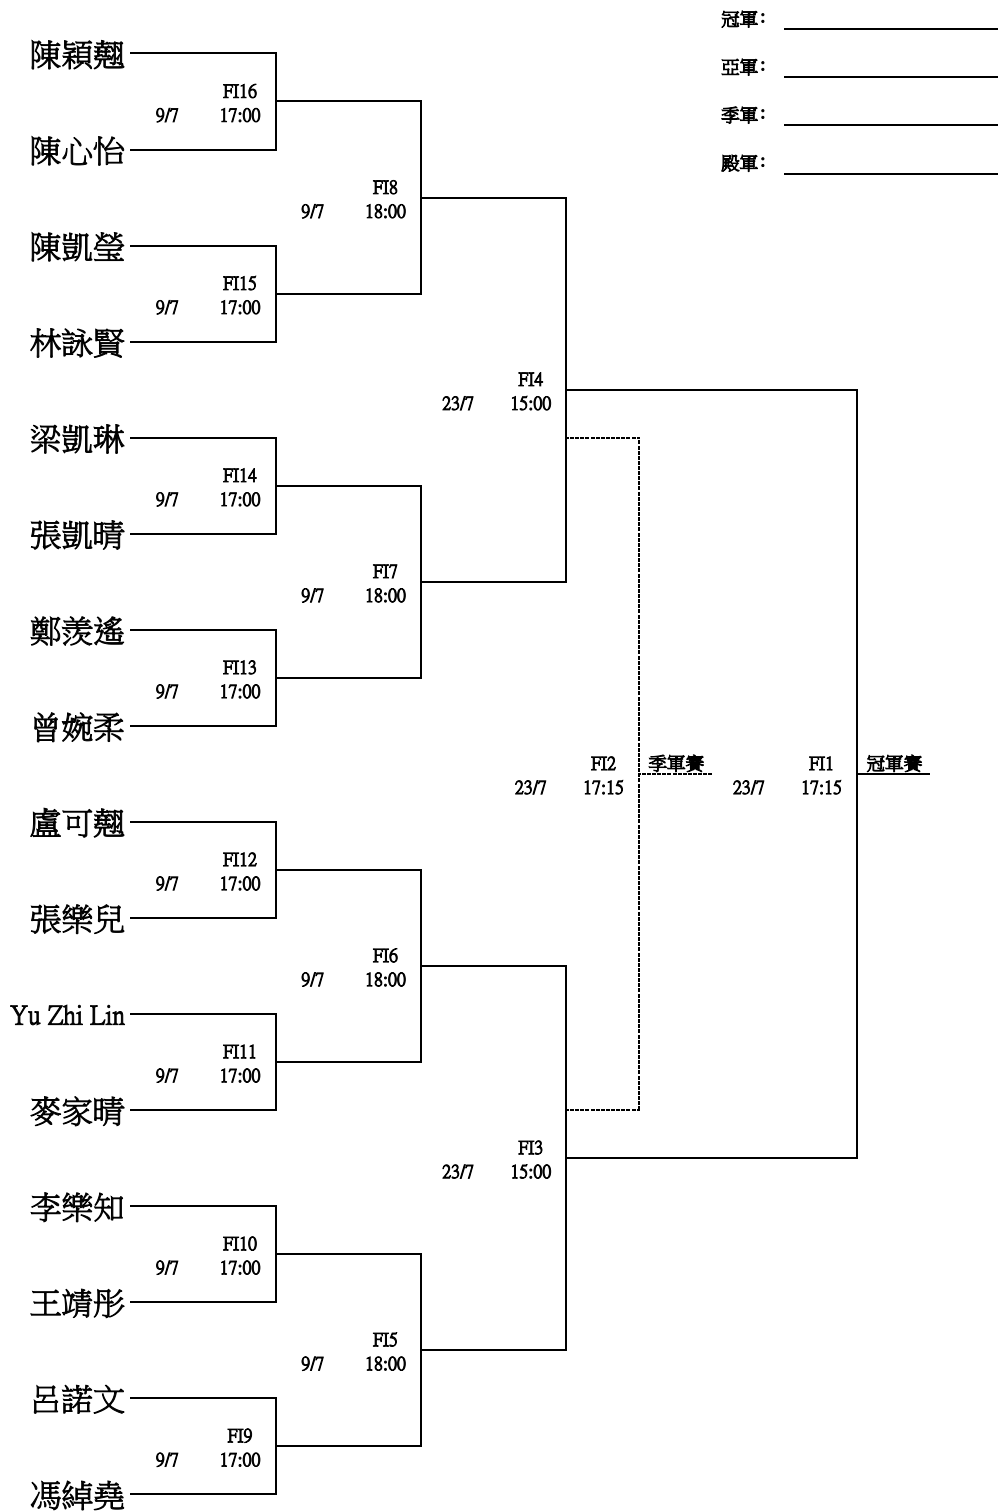 冠軍:
亞軍:
季軍:
殿軍:
陳穎翹
FI16
9/7 17:00
陳心怡
FI8
9/7 18:00
陳凱瑩
FI15
9/7 17:00
林詠賢
FI4
23/7 15:00
梁凱琳
FI14
9/7 17:00
張凱晴
FI7
9/7 18:00
鄭羨遙
FI13
9/7 17:00
曾婉柔
FI2 季軍賽 FI1 冠軍賽
23/7 17:15 23/7 17:15
盧可翹
FI12
9/7 17:00
張樂兒
FI6
9/7 18:00
Yu Zhi Lin
FI11
9/7 17:00
麥家晴
FI3
23/7 15:00
李樂知
FI10
9/7 17:00
王靖彤
FI5
9/7 18:00
呂諾文
FI9
9/7 17:00
馮綽堯